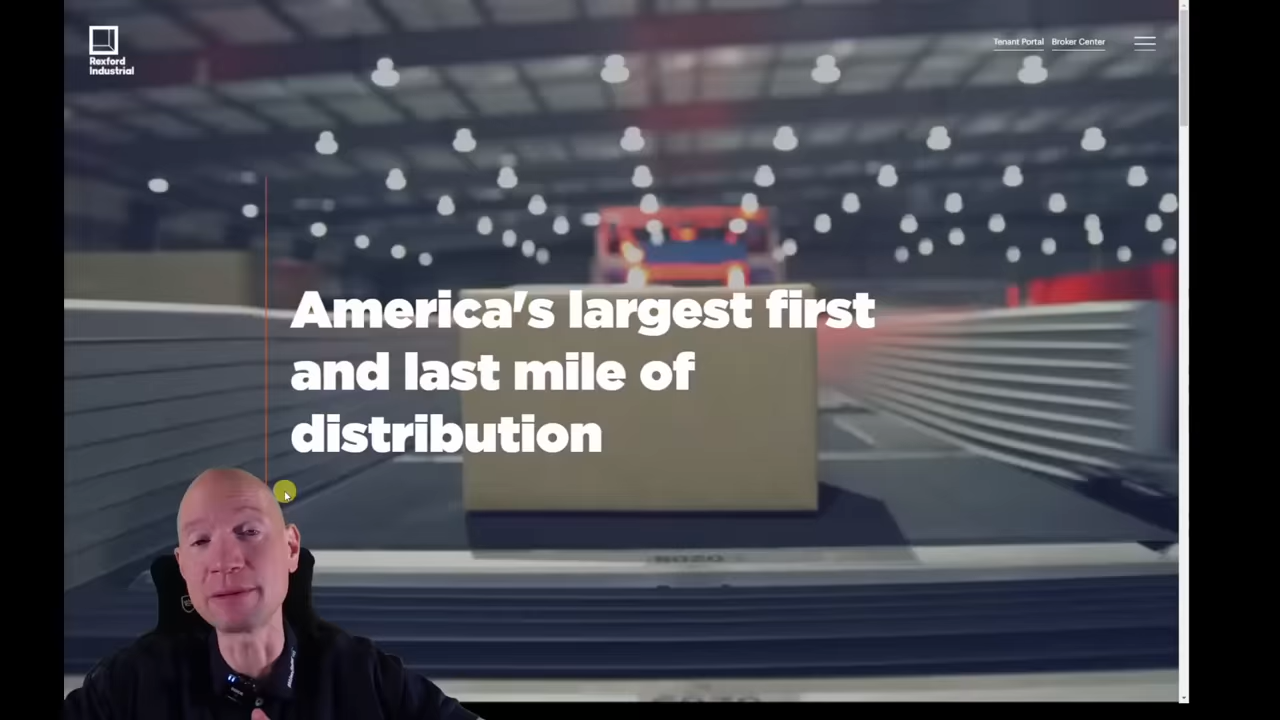 Rexford
Industrial
Tenant Portal
Broker Center
America's largest first
and last mile of
distribution